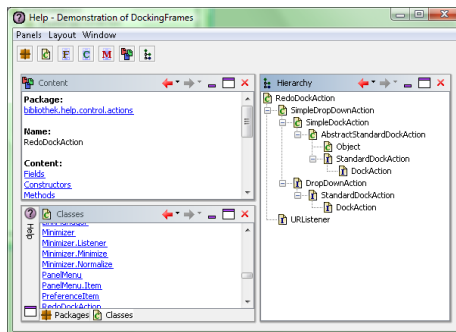 Help - Demonstration of DockingFrames
Panels Layout Window
F C M
Content
Package:
bibliothek.help.control.actions
Name:
RedoDockAction
Content:
Fields
Constructors
Methods
Help
Classes
Minimizer
Minimizer.Listener
Minimizer.Minimize
Minimizer.Normalize
PanelMenu
PanelMenu.Item
PreferenceItem
RedoDockAction
Packages Classes
Hierarchy
RedoDockAction
SimpleDropDownAction
SimpleDockAction
AbstractStandardDockAction
Object
StandardDockAction
DockAction
DropDownAction
StandardDockAction
DockAction
URListener